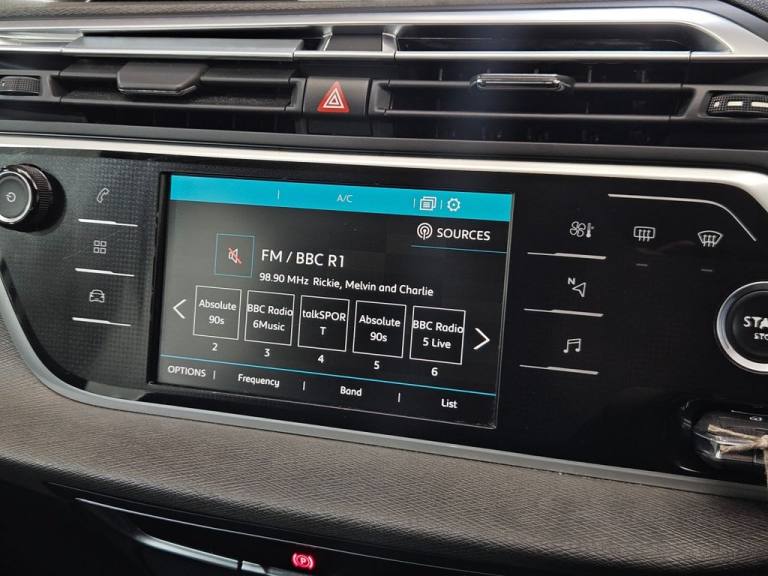 A/C
SOURCES
FM / BBC R1
98.90 MHz Rickie, Melvin and Charlie
Absolute
90s
2
BBC Radio
6Music
3
talkSPOR
T
4
Absolute
90s
5
BBC Radio
5 Live
6
OPTIONS
Frequency
Band
List
N
P